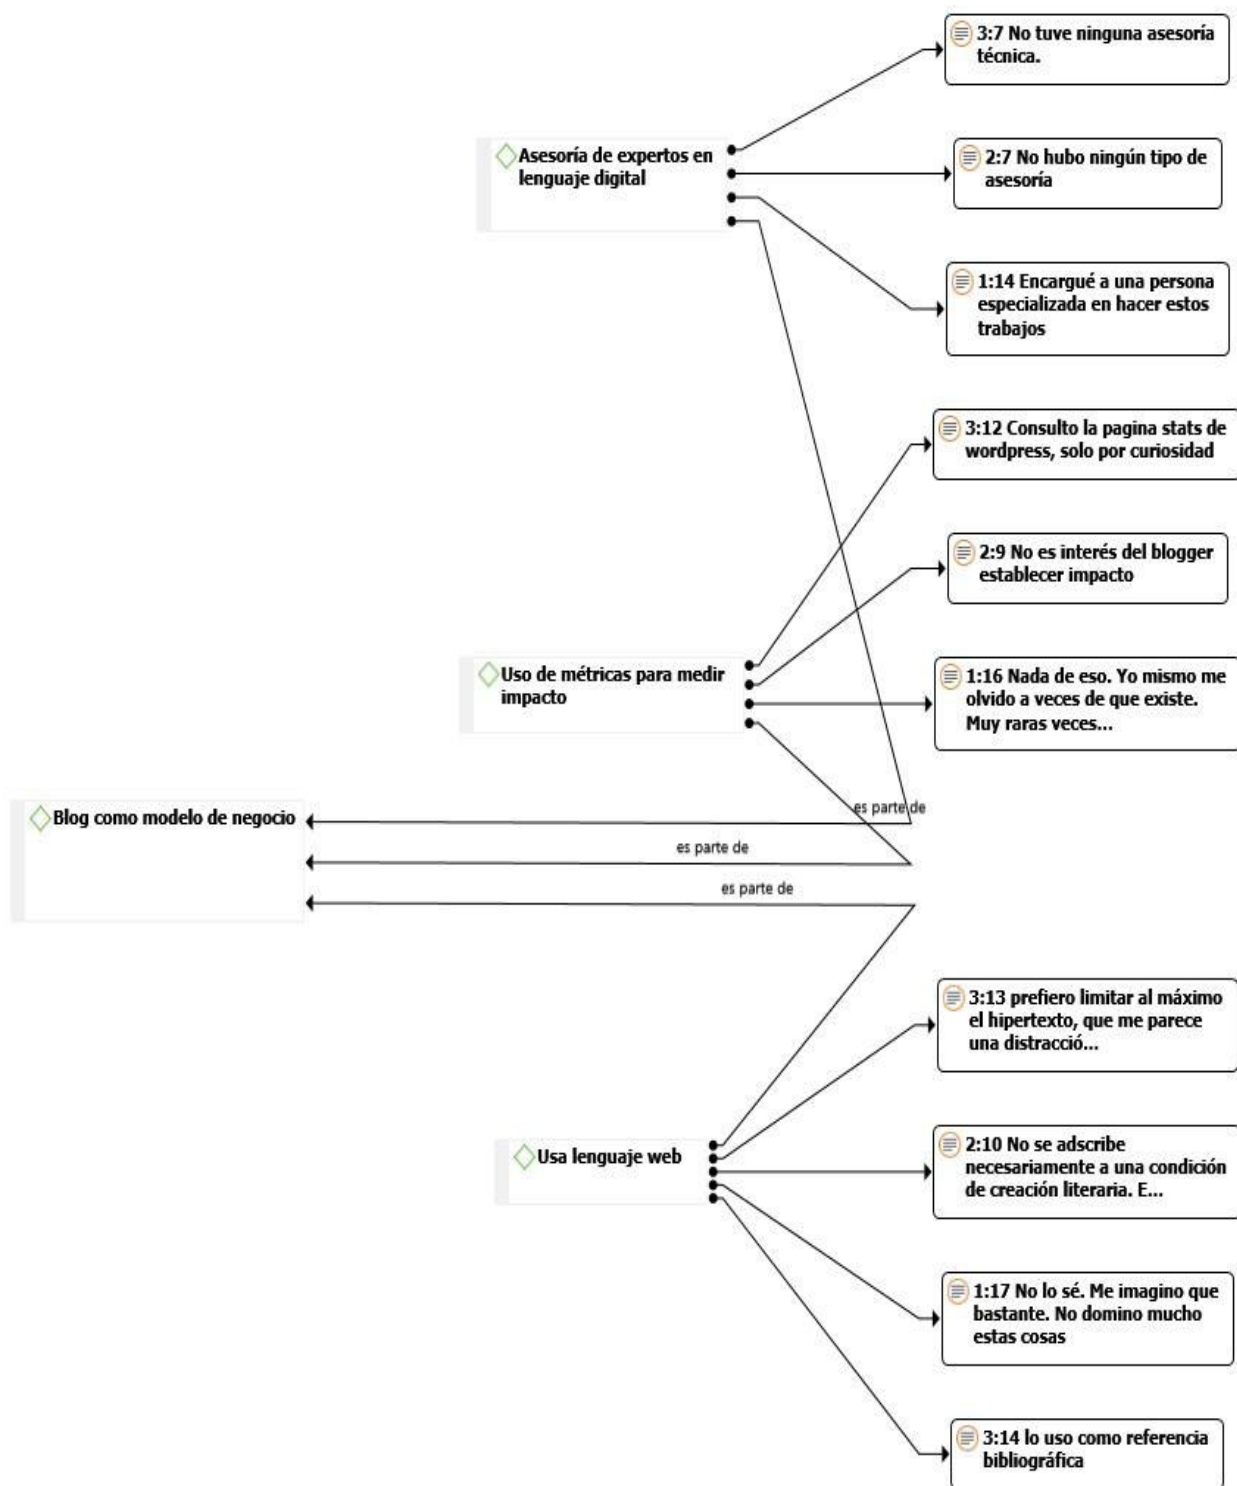 3:7 No tuve ninguna asesoría
técnica.
Asesoría de expertos en
lenguaje digital
2:7 No hubo ningún tipo de
asesoría
1:14 Encargué a una persona
especializada en hacer estos
trabajos
3:12 Consulto la pagina stats de
wordpress, solo por curiosidad
2:9 No es interés del blogger
establecer impacto
Uso de métricas para medir
impacto
1:16 Nada de eso. Yo mismo me
olvido a veces de que existe.
Muy raras veces...
Blog como modelo de negocio
es parte de
es parte de
es parte de
3:13 prefiero limitar al máximo
el hipertexto, que me parece
una distracció...
Usa lenguaje web
2:10 No se adscribe
necesariamente a una condición
de creación literaria. E...
1:17 No lo sé. Me imagino que
bastante. No domino mucho
estas cosas
3:14 lo uso como referencia
bibliográfica